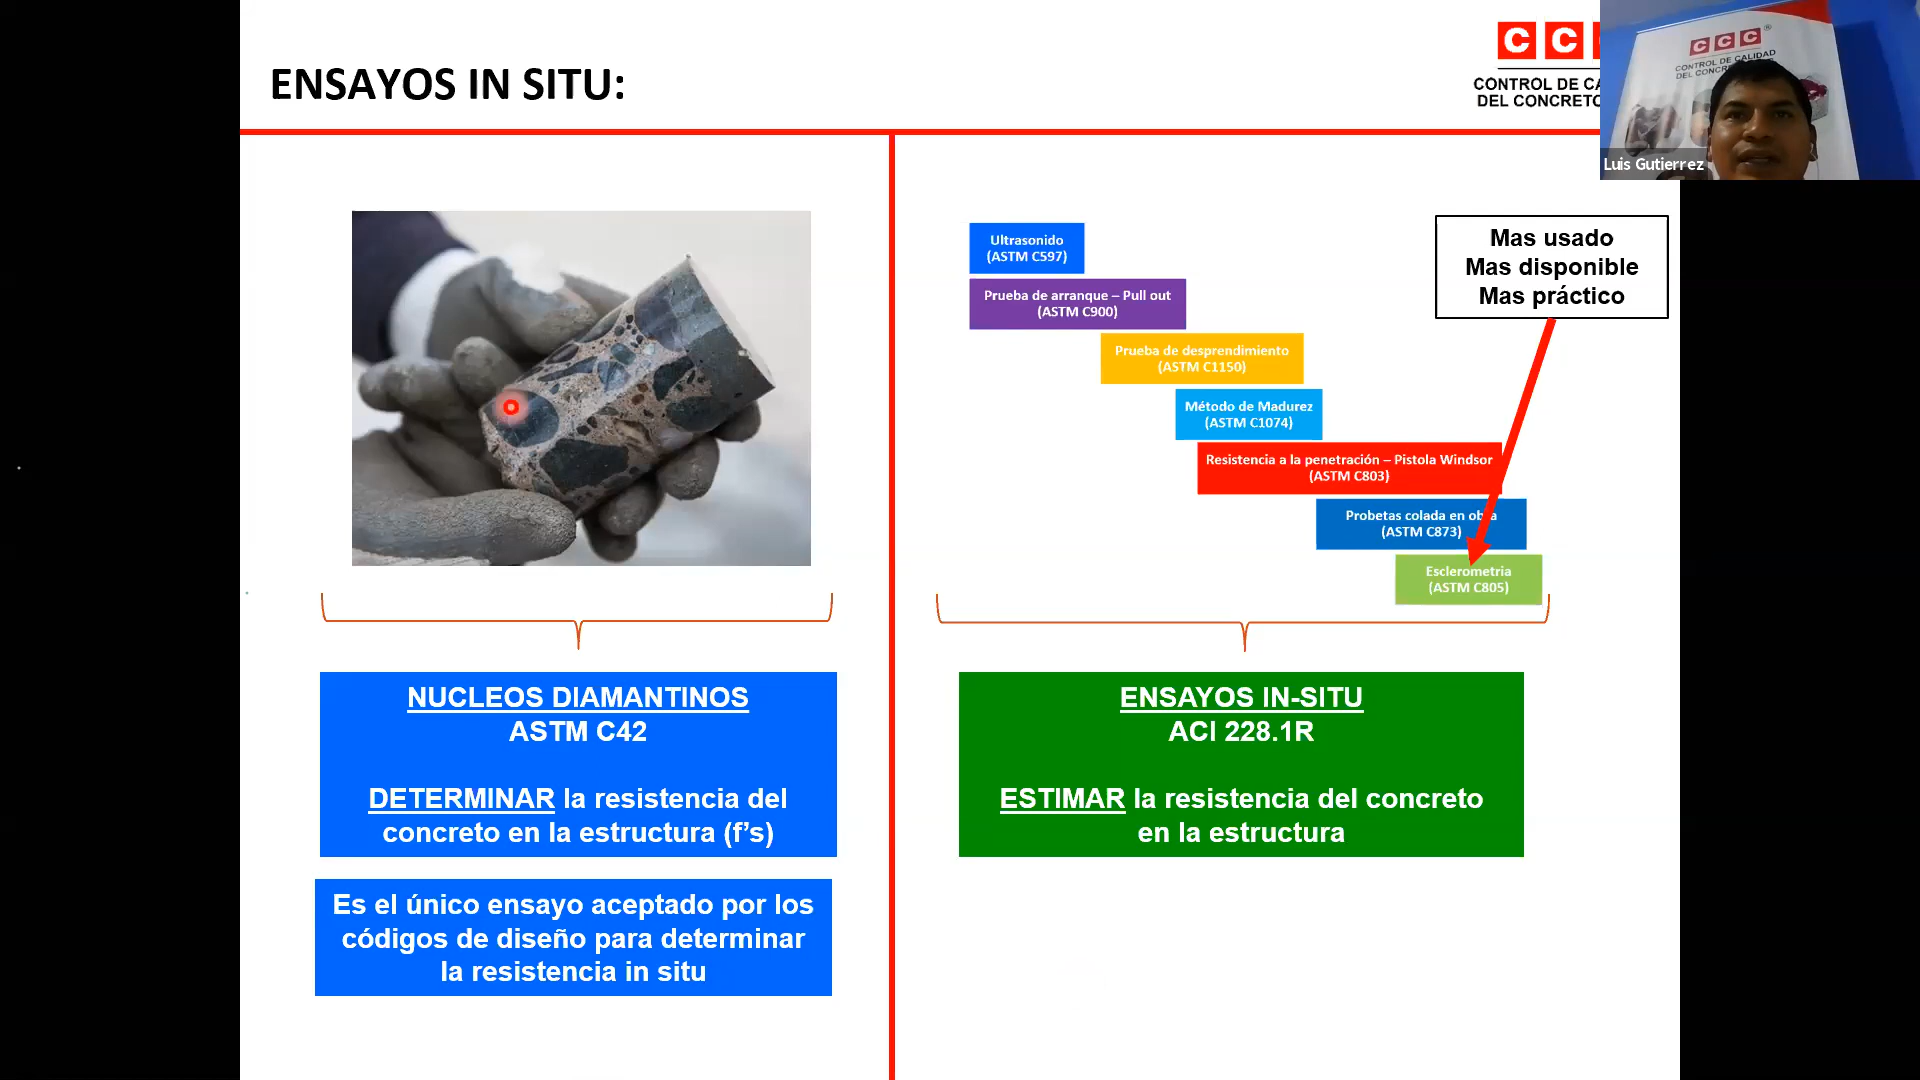 ENSAYOS IN SITU:
CC
CONTROL DE CA
DEL CONCRETO
CCC®
CONTROL DE CALIDAD
Luis Gutierrez
Ultrasonido
(ASTM C597)
Prueba de arranque – Pull out
(ASTM C900)
Prueba de desprendimiento
(ASTM C1150)
Método de Madurez
(ASTM C1074)
Resistencia a la penetración – Pistola Windsor
(ASTM C803)
Probetas colada en obra
(ASTM C873)
Esclerometria
(ASTM C805)
Mas usado
Mas disponible
Mas práctico
NUCLEOS DIAMANTINOS
ASTM C42
DETERMINAR la resistencia del
concreto en la estructura (f’s)
Es el único ensayo aceptado por los
códigos de diseño para determinar
la resistencia in situ
ENSAYOS IN-SITU
ACI 228.1R
ESTIMAR la resistencia del concreto
en la estructura